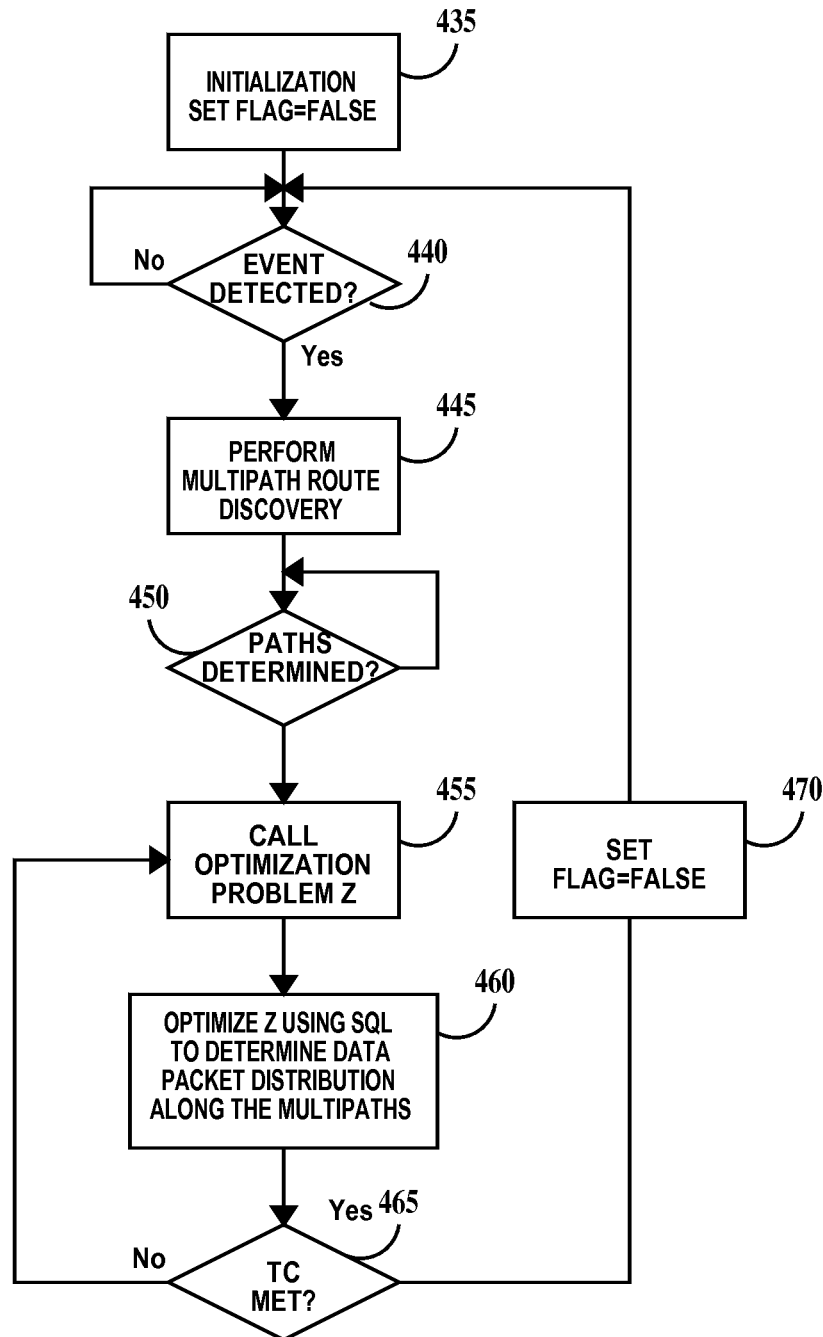 435
INITIALIZATION
SET FLAG=FALSE
No
EVENT
DETECTED?
440
Yes
445
PERFORM
MULTIPATH ROUTE
DISCOVERY
450
PATHS
DETERMINED?
455
CALL
OPTIMIZATION
PROBLEM Z
470
SET
FLAG=FALSE
460
OPTIMIZE Z USING SQL
TO DETERMINE DATA
PACKET DISTRIBUTION
ALONG THE MULTIPATHS
Yes
465
No
TC
MET?